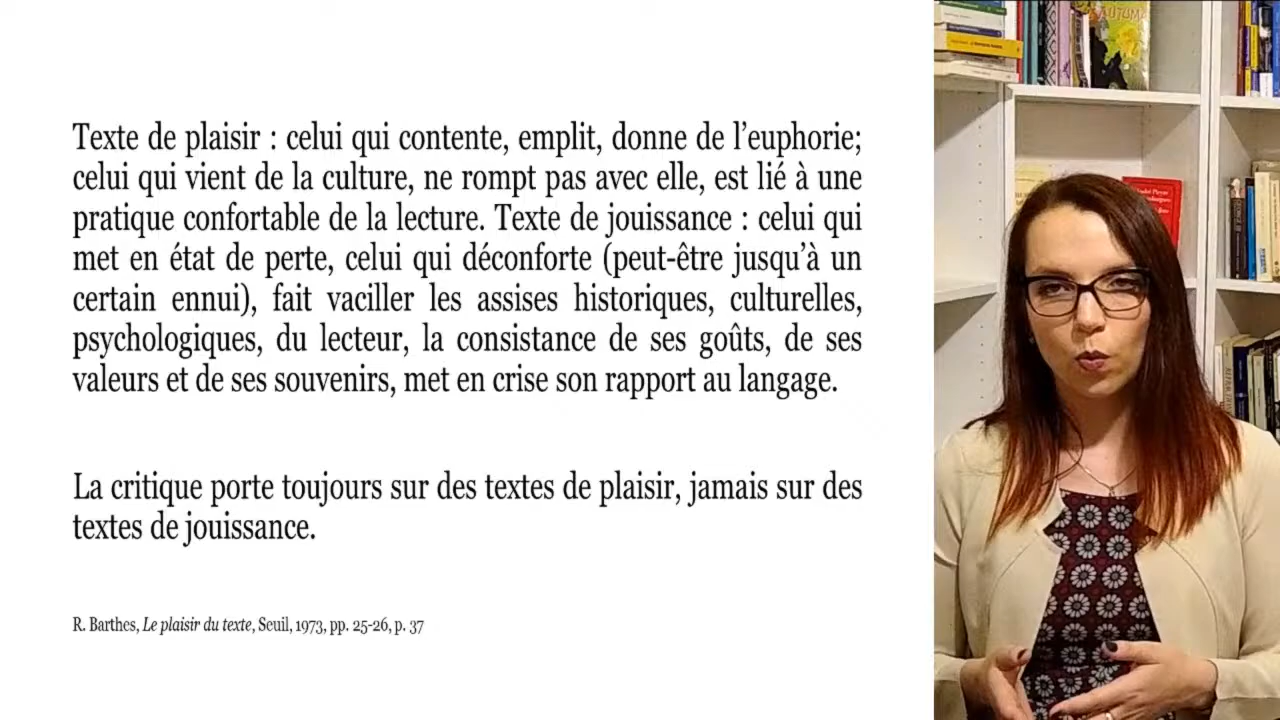 Texte de plaisir : celui qui contente, emplit, donne de l’euphorie;
celui qui vient de la culture, ne rompt pas avec elle, est lié à une
pratique confortable de la lecture. Texte de jouissance : celui qui
met en état de perte, celui qui déconforte (peut-être jusqu’à un
certain ennui), fait vaciller les assises historiques, culturelles,
psychologiques, du lecteur, la consistance de ses goûts, de ses
valeurs et de ses souvenirs, met en crise son rapport au langage.
La critique porte toujours sur des textes de plaisir, jamais sur des
textes de jouissance.
R. Barthes, Le plaisir du texte, Seuil, 1973, pp. 25-26, p. 37